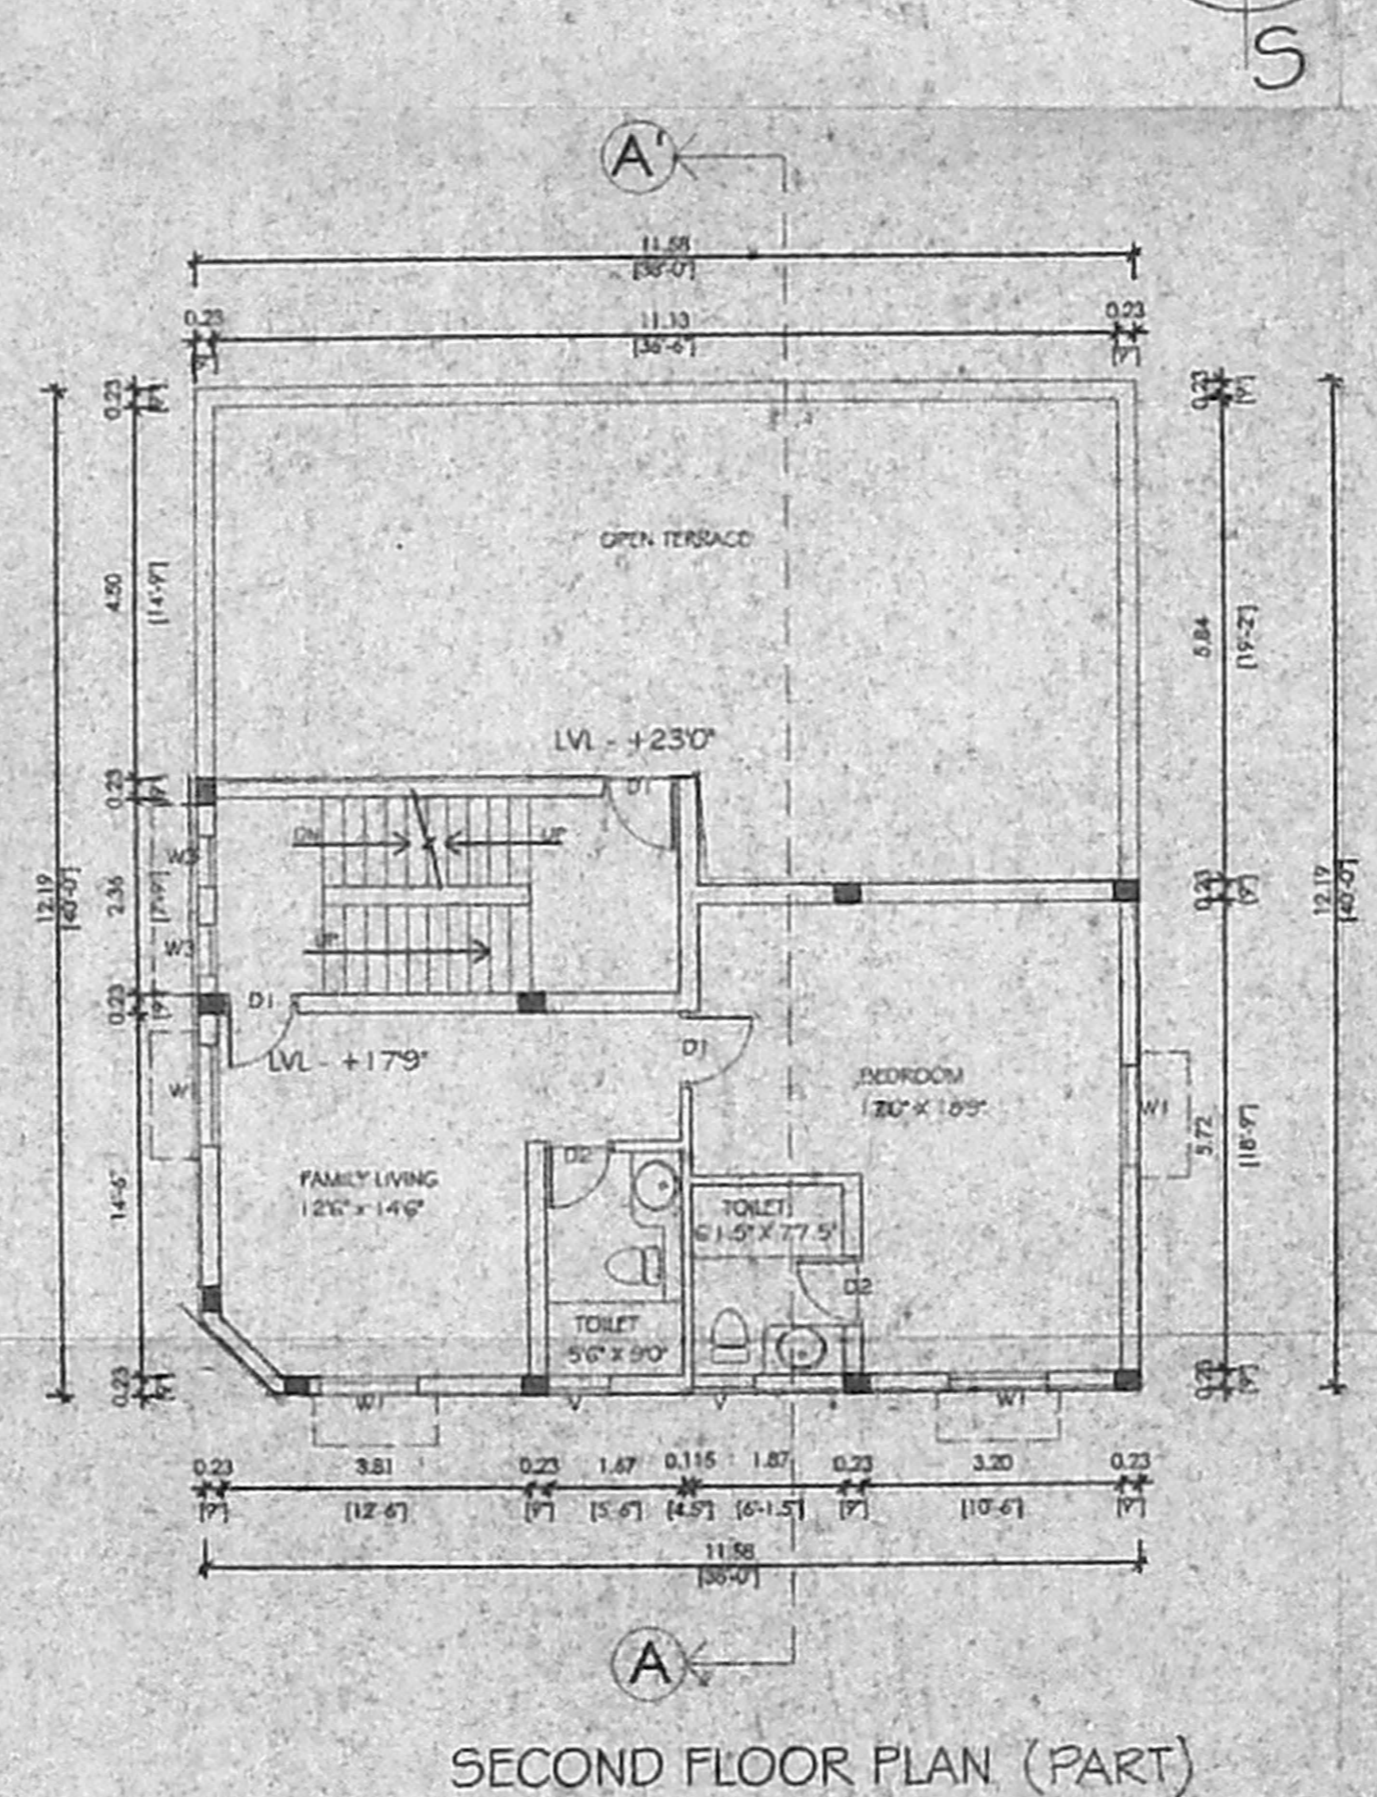 S
A'
11.58
[38'-0"]
0.23
11.13
0.23
[9"]
[36'-6"]
[9"]
0.23
[9"]
0.23
[9"]
OPEN TERRACE
4.50
[14'-9"]
5.84
[19'-2"]
LVL - +23'0"
0.23
[9"]
D1
DN
UP
W3
2.36
12.19
[40'-0"]
0.23
[9"]
12.19
[40'-0"]
UP
W3
0.23
[9"]
D1
LVL - +17'9"
D1
BEDROOM
W1
5.72
[18'-9"]
D2
FAMILY LIVING
12'6" x 14'6"
14'-6"
TOILET
61.5" X 77.5"
D2
TOILET
5'6" X 9'0"
0.23
[9"]
0.23
[9"]
W1
V
V
W1
0.23
3.81
0.23
1.67
0.115
1.87
0.23
3.20
0.23
[9"]
[12'-6"]
[9"]
[5'-6"]
[4.5"]
[6'-1.5"]
[9"]
[10'-6"]
[9"]
11.58
[38'-0"]
A
SECOND FLOOR PLAN (PART)